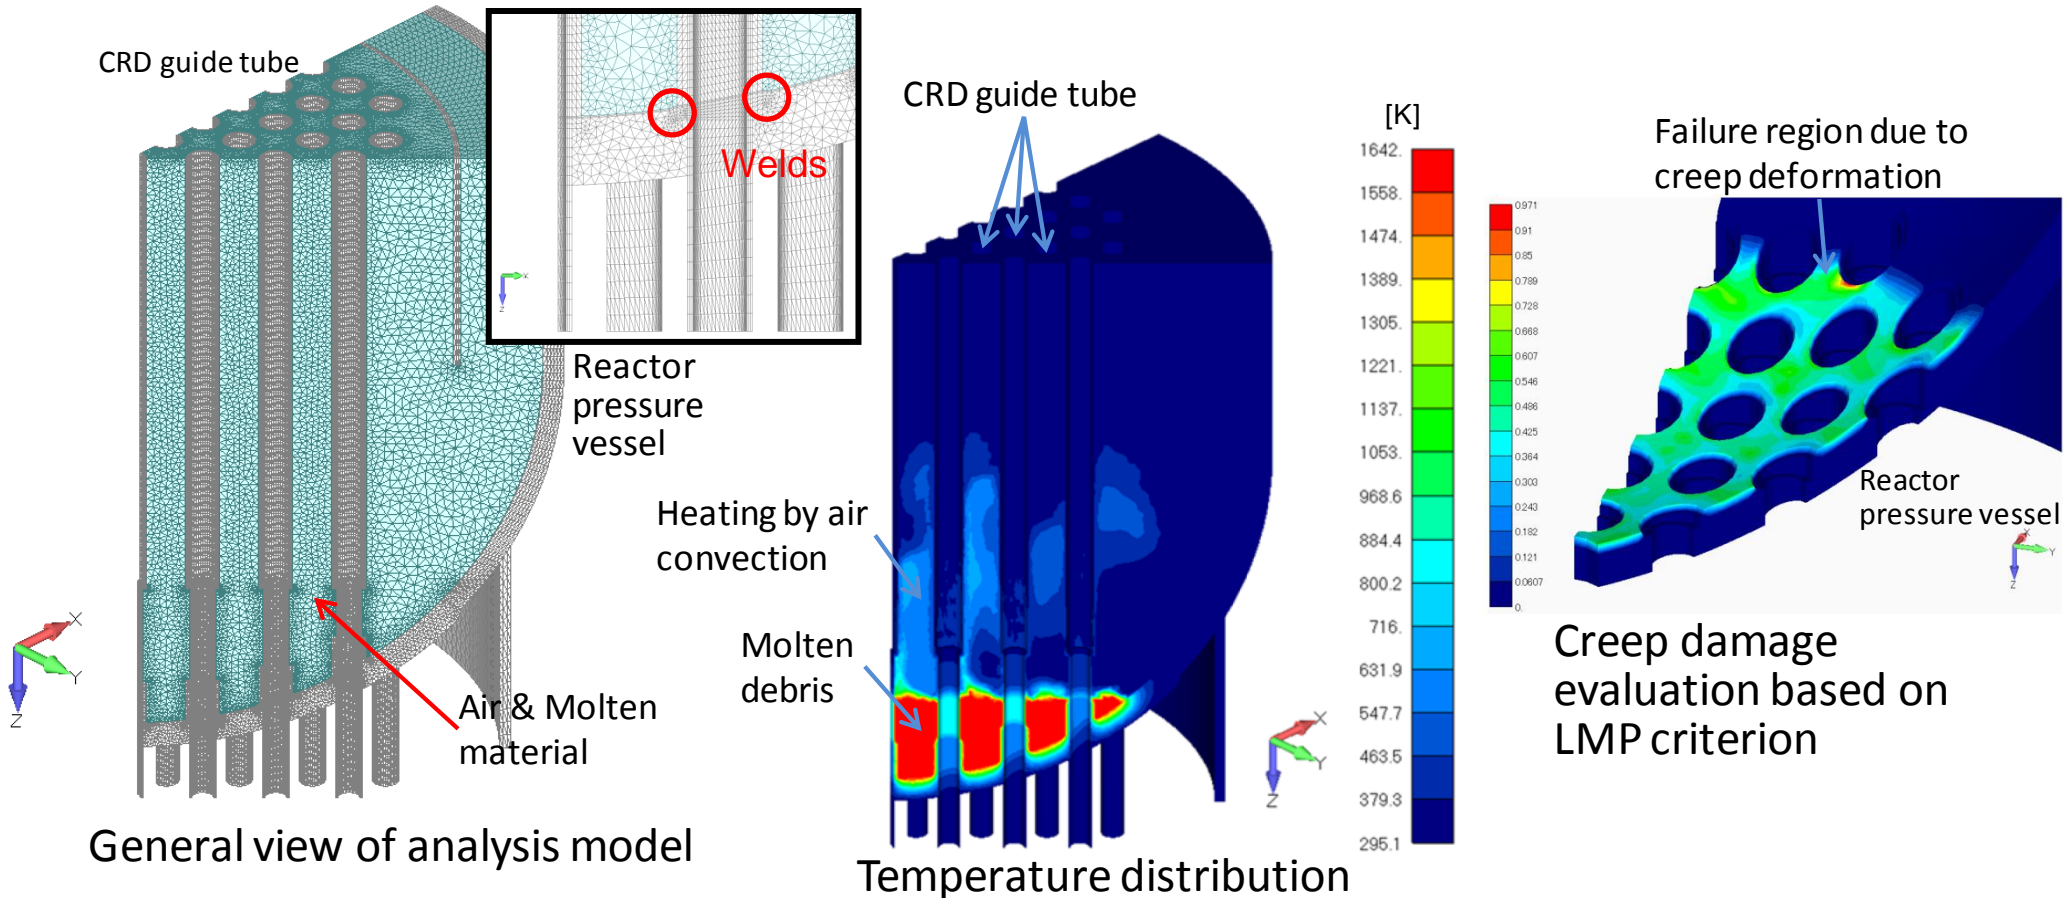 CRD guide tube
Welds
Reactor
pressure
vessel
Air & Molten
material
X
Y
Z
General view of analysis model
CRD guide tube
Heating by air
convection
Molten
debris
X
Y
Z
[K]
1642.
1558.
1474.
1389.
1305.
1221.
1137.
1053.
968.6
884.4
800.2
716.
631.9
547.7
463.5
379.3
295.1
Temperature distribution
Failure region due to
creep deformation
0.971
0.91
0.85
0.789
0.728
0.668
0.607
0.546
0.486
0.425
0.364
0.303
0.243
0.182
0.121
0.0607
0.
Reactor
pressure vessel
Y
Z
Creep damage
evaluation based on
LMP criterion